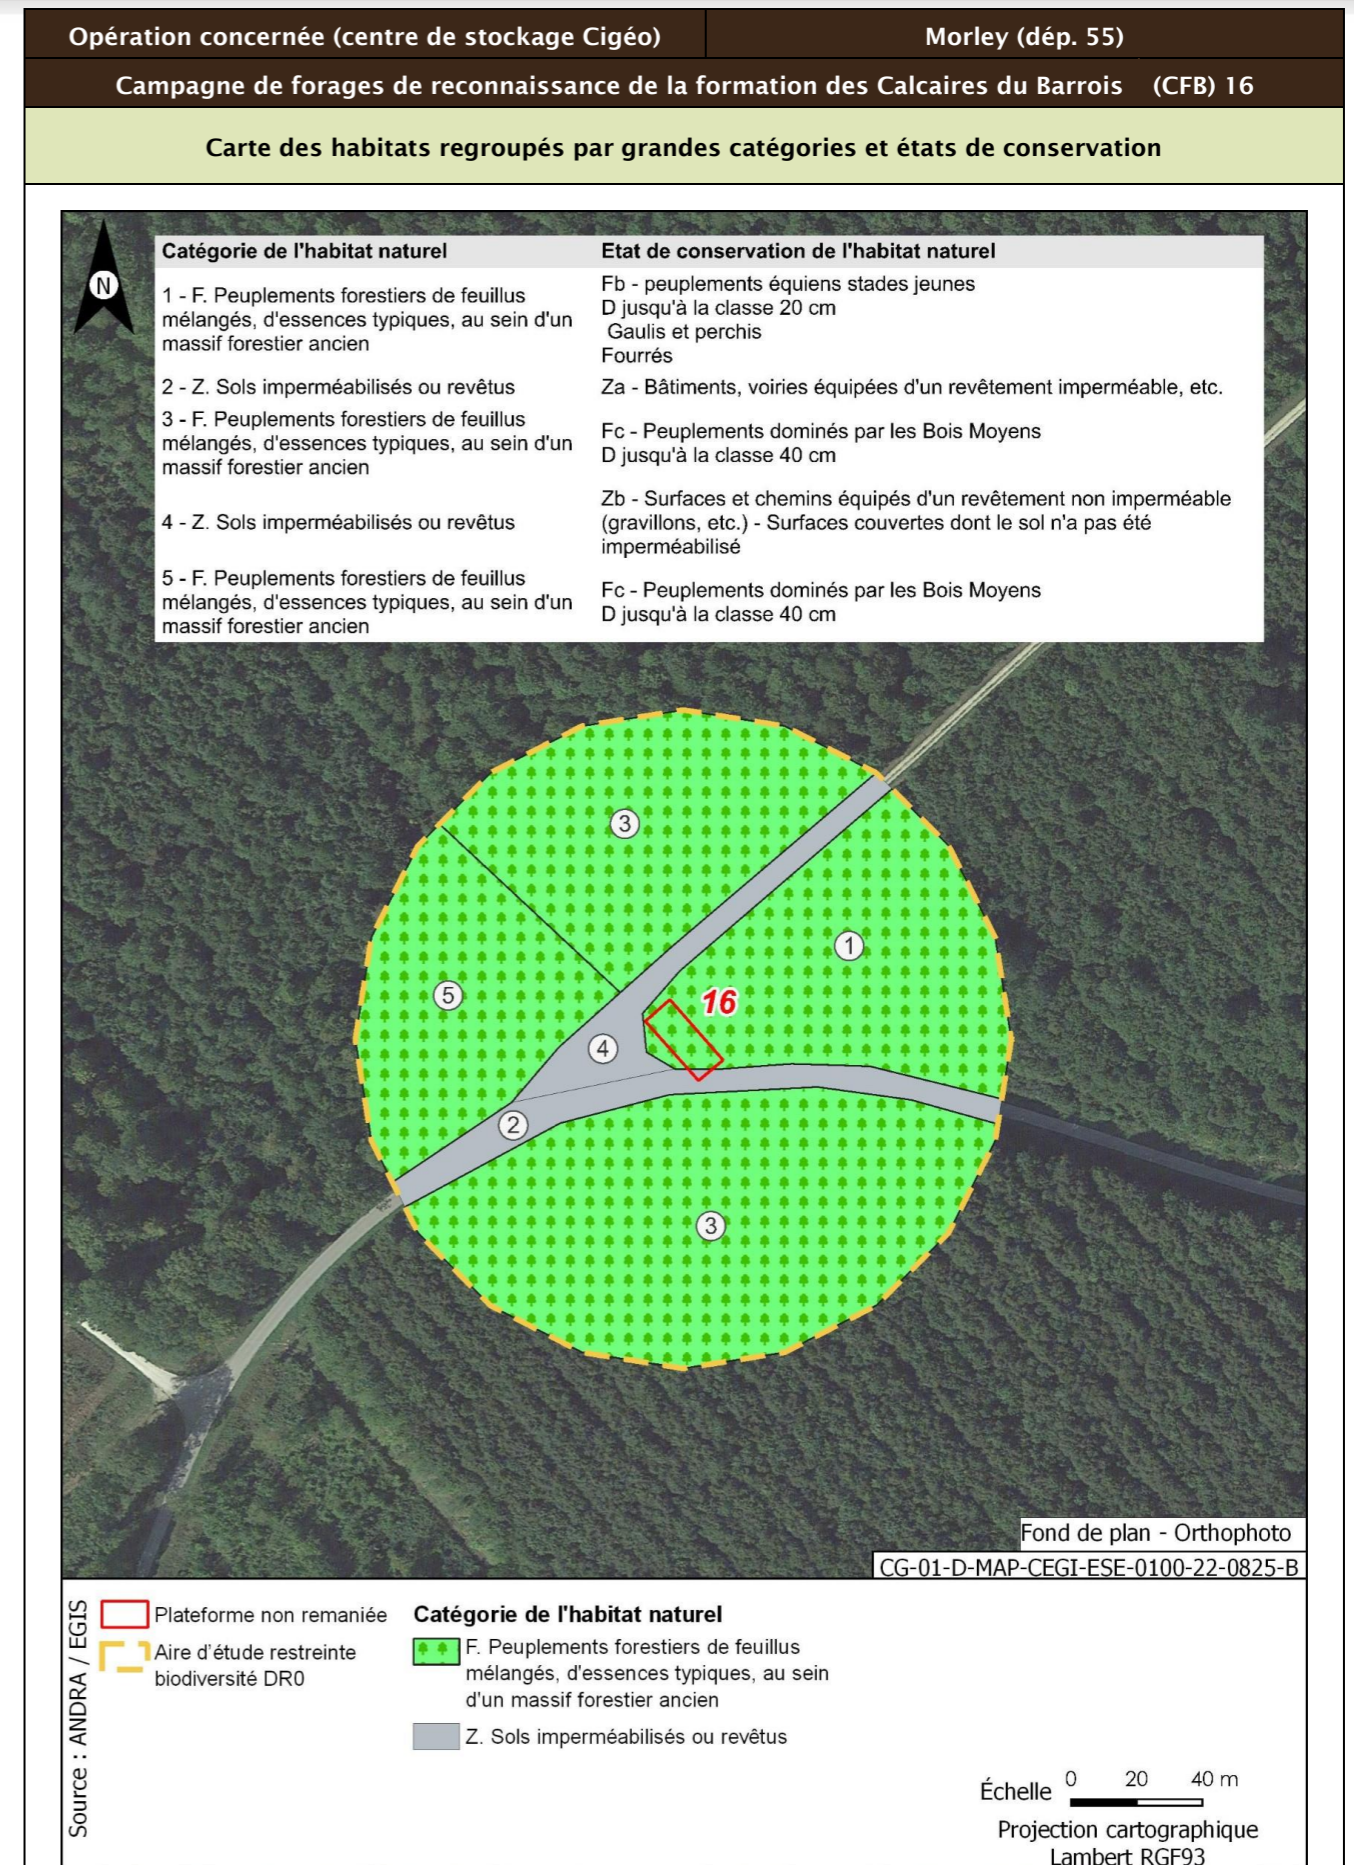 Opération concernée (centre de stockage Cigéo)
Morley (dép. 55)
Campagne de forages de reconnaissance de la formation des Calcaires du Barrois (CFB) 16
Carte des habitats regroupés par grandes catégories et états de conservation
N
Catégorie de l'habitat naturel
Etat de conservation de l'habitat naturel
1 - F. Peuplements forestiers de feuillus
mélangés, d'essences typiques, au sein d'un
massif forestier ancien
Fb - peuplements équiens stades jeunes
D jusqu'à la classe 20 cm
Gaulis et perchis
Fourrés
2 - Z. Sols imperméabilisés ou revêtus
Za - Bâtiments, voiries équipées d'un revêtement imperméable, etc.
3 - F. Peuplements forestiers de feuillus
mélangés, d'essences typiques, au sein d'un
massif forestier ancien
Fc - Peuplements dominés par les Bois Moyens
D jusqu'à la classe 40 cm
4 - Z. Sols imperméabilisés ou revêtus
Zb - Surfaces et chemins équipés d'un revêtement non imperméable
(gravillons, etc.) - Surfaces couvertes dont le sol n'a pas été
imperméabilisé
5 - F. Peuplements forestiers de feuillus
mélangés, d'essences typiques, au sein d'un
massif forestier ancien
Fc - Peuplements dominés par les Bois Moyens
D jusqu'à la classe 40 cm
3
1
5
16
4
2
3
Fond de plan - Orthophoto
CG-01-D-MAP-CEGI-ESE-0100-22-0825-B
Source : ANDRA / EGIS
Plateforme non remaniée
Aire d'étude restreinte
biodiversité DR0
Catégorie de l'habitat naturel
F. Peuplements forestiers de feuillus
mélangés, d'essences typiques, au sein
d'un massif forestier ancien
Z. Sols imperméabilisés ou revêtus
Échelle 0 20 40 m
Projection cartographique
Lambert RGF93